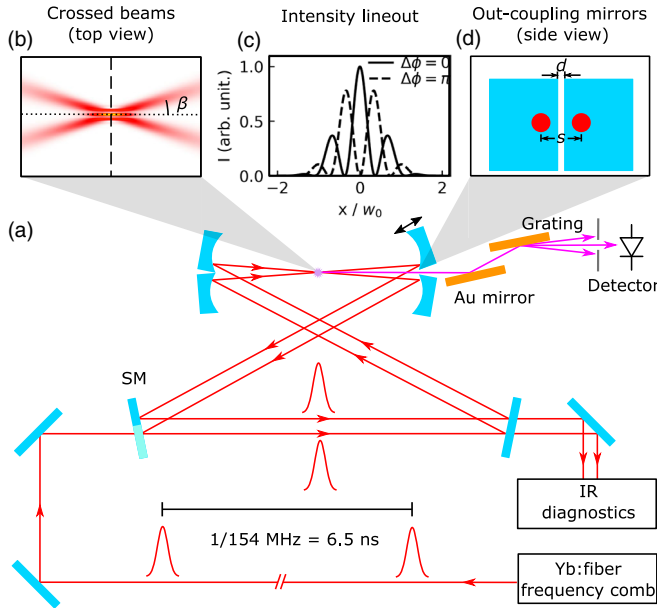 Crossed beams
(top view)
(b)
β
Intensity lineout
(c)
Δϕ = 0
Δϕ = π
I (arb. unit.)
1.0
0.5
0.0
−2
0
2
x / w₀
Out-coupling mirrors
(side view)
(d)
d
s
(a)
Grating
Au mirror
Detector
SM
1/154 MHz = 6.5 ns
IR
diagnostics
Yb:fiber
frequency comb